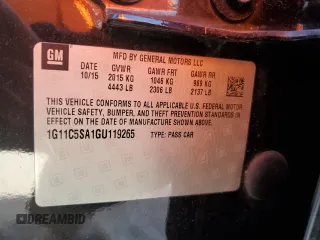 GM
MFD BY GENERAL MOTORS LLC
10/15 GVWR GAWR FRT GAWR RR
2015 KG 1046 KG 969 KG
4443 LB 2306 LB 2137 LB
THIS VEHICLE CONFORMS TO ALL APPLICABLE U.S. FEDERAL MOTOR VEHICLE
SAFETY, BUMPER, AND THEFT PREVENTION STANDARDS IN EFFECT ON
THE DATE OF MANUFACTURE SHOWN ABOVE.
1G11C5SA1GU119265 TYPE: PASS CAR
DREAMBID